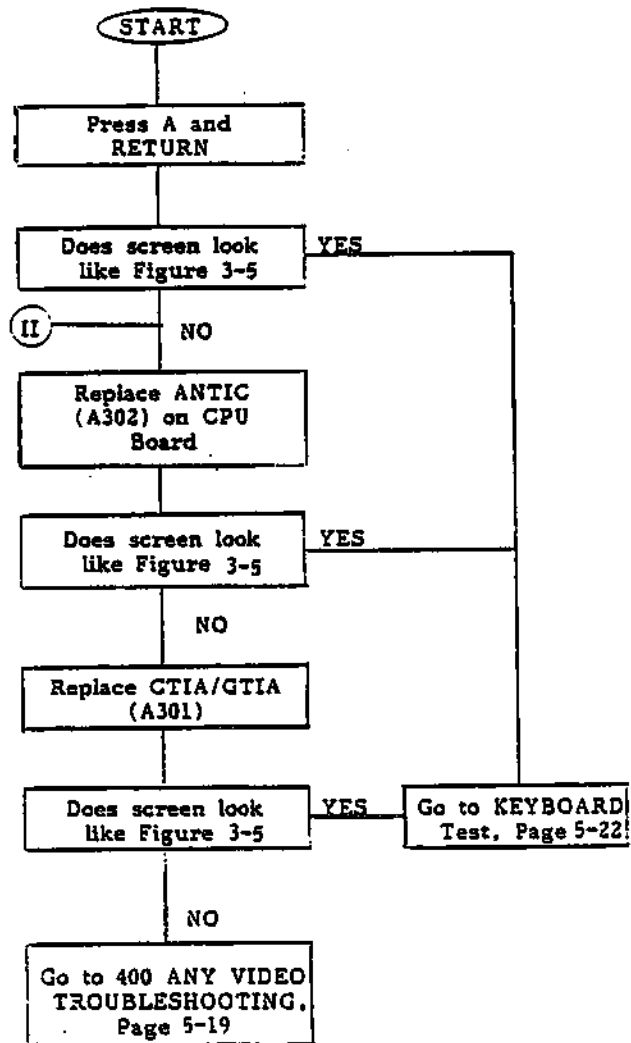 START
Press A and
RETURN
Does screen look
like Figure 3-5
YES
II
NO
Replace ANTIC
(A302) on CPU
Board
Does screen look
like Figure 3-5
YES
NO
Replace CTIA/GTIA
(A301)
Does screen look
like Figure 3-5
YES
Go to KEYBOARD
Test, Page 5-22
NO
Go to 400 ANY VIDEO
TROUBLESHOOTING,
Page 5-19